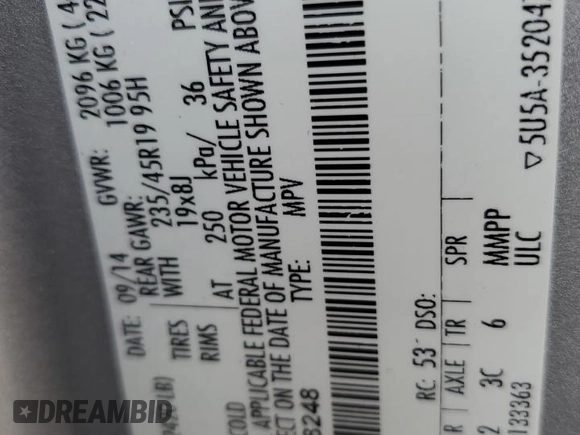 DATE: 09/14 GVWR: 2096 KG ( 4
REAR GAWR: 1006 KG ( 22
WITH 235/45R19 95H
TIRES 19x8J
RIMS AT 250 kPa/ 36 PSI
COLD
APPLICABLE FEDERAL MOTOR VEHICLE SAFETY AND
ECT ON THE DATE OF MANUFACTURE SHOWN ABOV
TYPE: MPV
8248
RC: 53 DSO:
R AXLE TR SPR
2 3C 6 MMPP
133363 ULC
5U5A-35204
DREAMBID